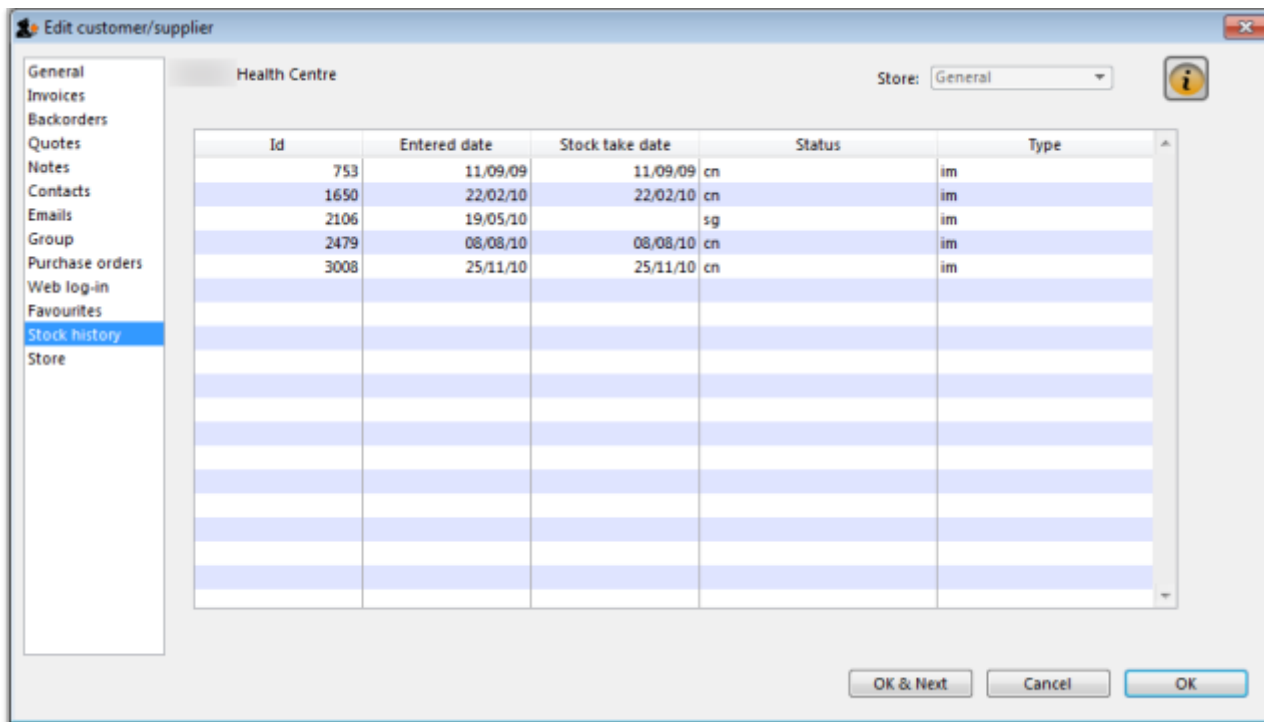 Edit customer/supplier
General
Invoices
Backorders
Quotes
Notes
Contacts
Emails
Group
Purchase orders
Web log-in
Favourites
Stock history
Store
Health Centre
Store: General
Id Entered date Stock take date Status Type
753 11/09/09 11/09/09 cn im
1650 22/02/10 22/02/10 cn im
2106 19/05/10 sg im
2479 08/08/10 08/08/10 cn im
3008 25/11/10 25/11/10 cn im
OK & Next Cancel OK